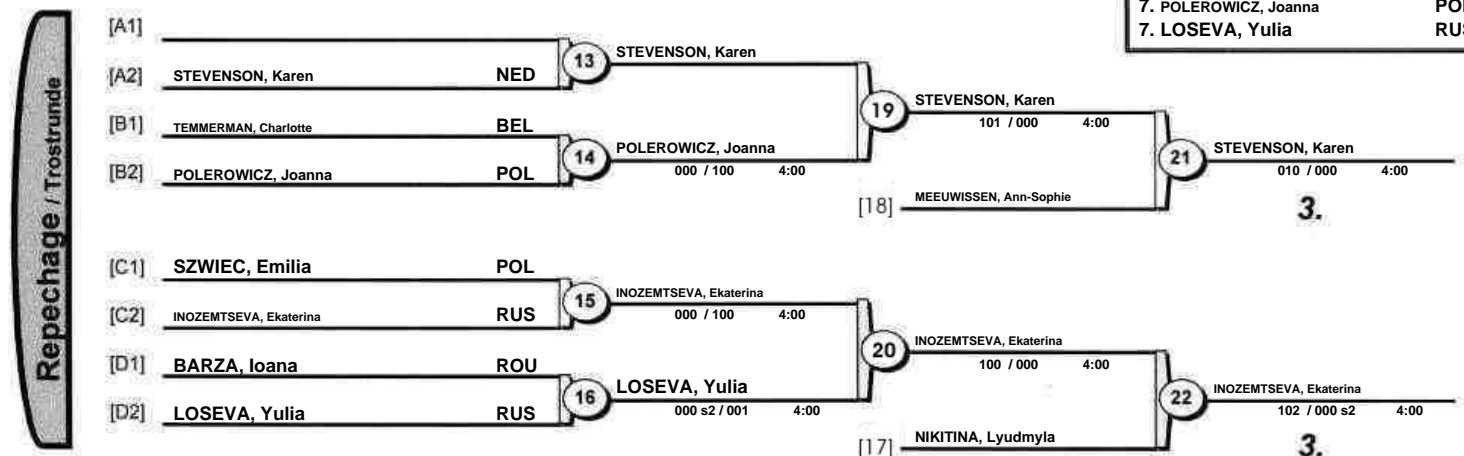 7. POLEROWICZ, Joanna
7. LOSEVA, Yulia
Repechage / Trostrunde
[A1]
[A2] STEVENSON, Karen NED
13
STEVENSON, Karen
[B1] TEMMERMAN, Charlotte BEL
[B2] POLEROWICZ, Joanna POL
14
POLEROWICZ, Joanna
000 / 100 4:00
19
STEVENSON, Karen
101 / 000 4:00
[18] MEEUWISSEN, Ann-Sophie
21
STEVENSON, Karen
010 / 000 4:00
3.
[C1] SZWIEC, Emilia POL
[C2] INOZEMTSEVA, Ekaterina RUS
15
INOZEMTSEVA, Ekaterina
000 / 100 4:00
[D1] BARZA, Ioana ROU
[D2] LOSEVA, Yulia RUS
16
LOSEVA, Yulia
000 s2 / 001 4:00
20
INOZEMTSEVA, Ekaterina
100 / 000 4:00
[17] NIKITINA, Lyudmyla
22
INOZEMTSEVA, Ekaterina
102 / 000 s2 4:00
3.